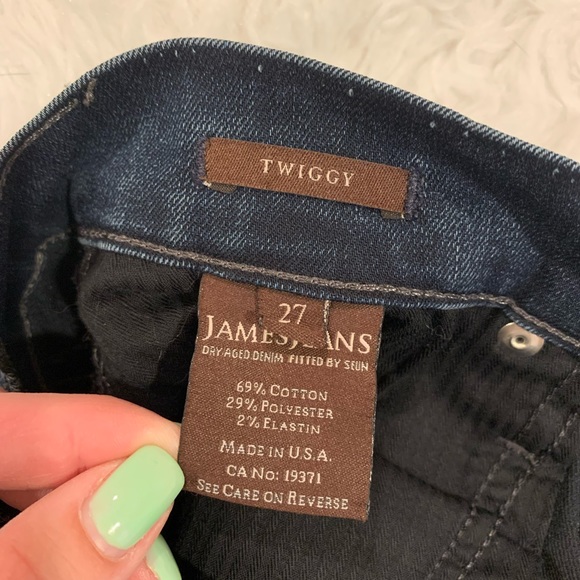 TWIGGY
27
JAMES JEANS
DRY AGED DENIM FITTED BY SEUN
69% COTTON
29% POLYESTER
2% ELASTIN
MADE IN U.S.A.
CA NO: 19371
SEE CARE ON REVERSE